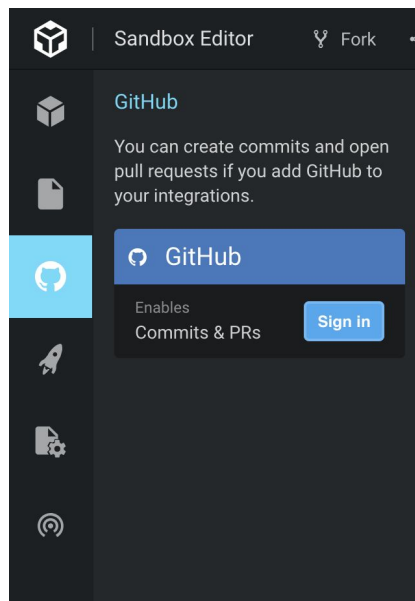 Sandbox Editor
Fork
GitHub
You can create commits and open
pull requests if you add GitHub to
your integrations.
GitHub
Enables
Commits & PRs
Sign in